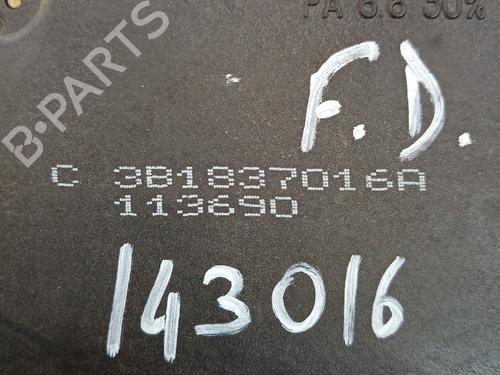 PA 6.6 30%
F.D.
B-PARTS
C 3B1837016A
113690
143016